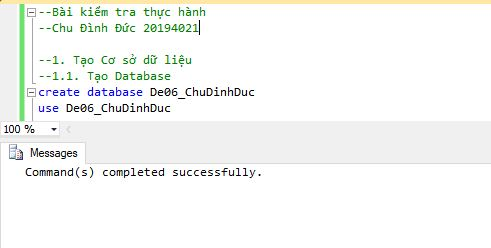 --Bài kiểm tra thực hành
--Chu Đình Đức 20194021
--1. Tạo Cơ sở dữ liệu
--1.1. Tạo Database
create database De06_ChuDinhDuc
use De06_ChuDinhDuc
100 %
Messages
Command(s) completed successfully.